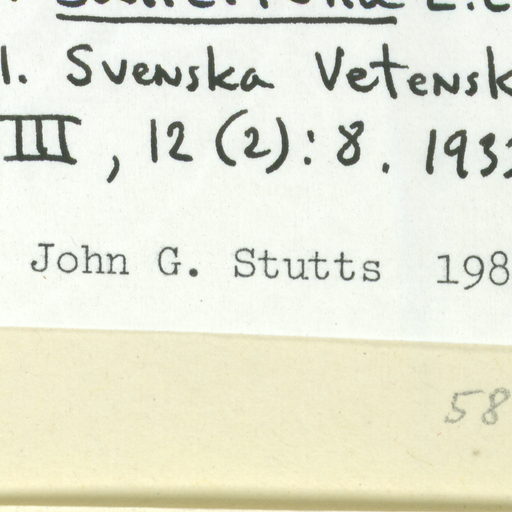 l. Svenska Vetensk
III, 12 (2): 8. 193
John G. Stutts 198
58